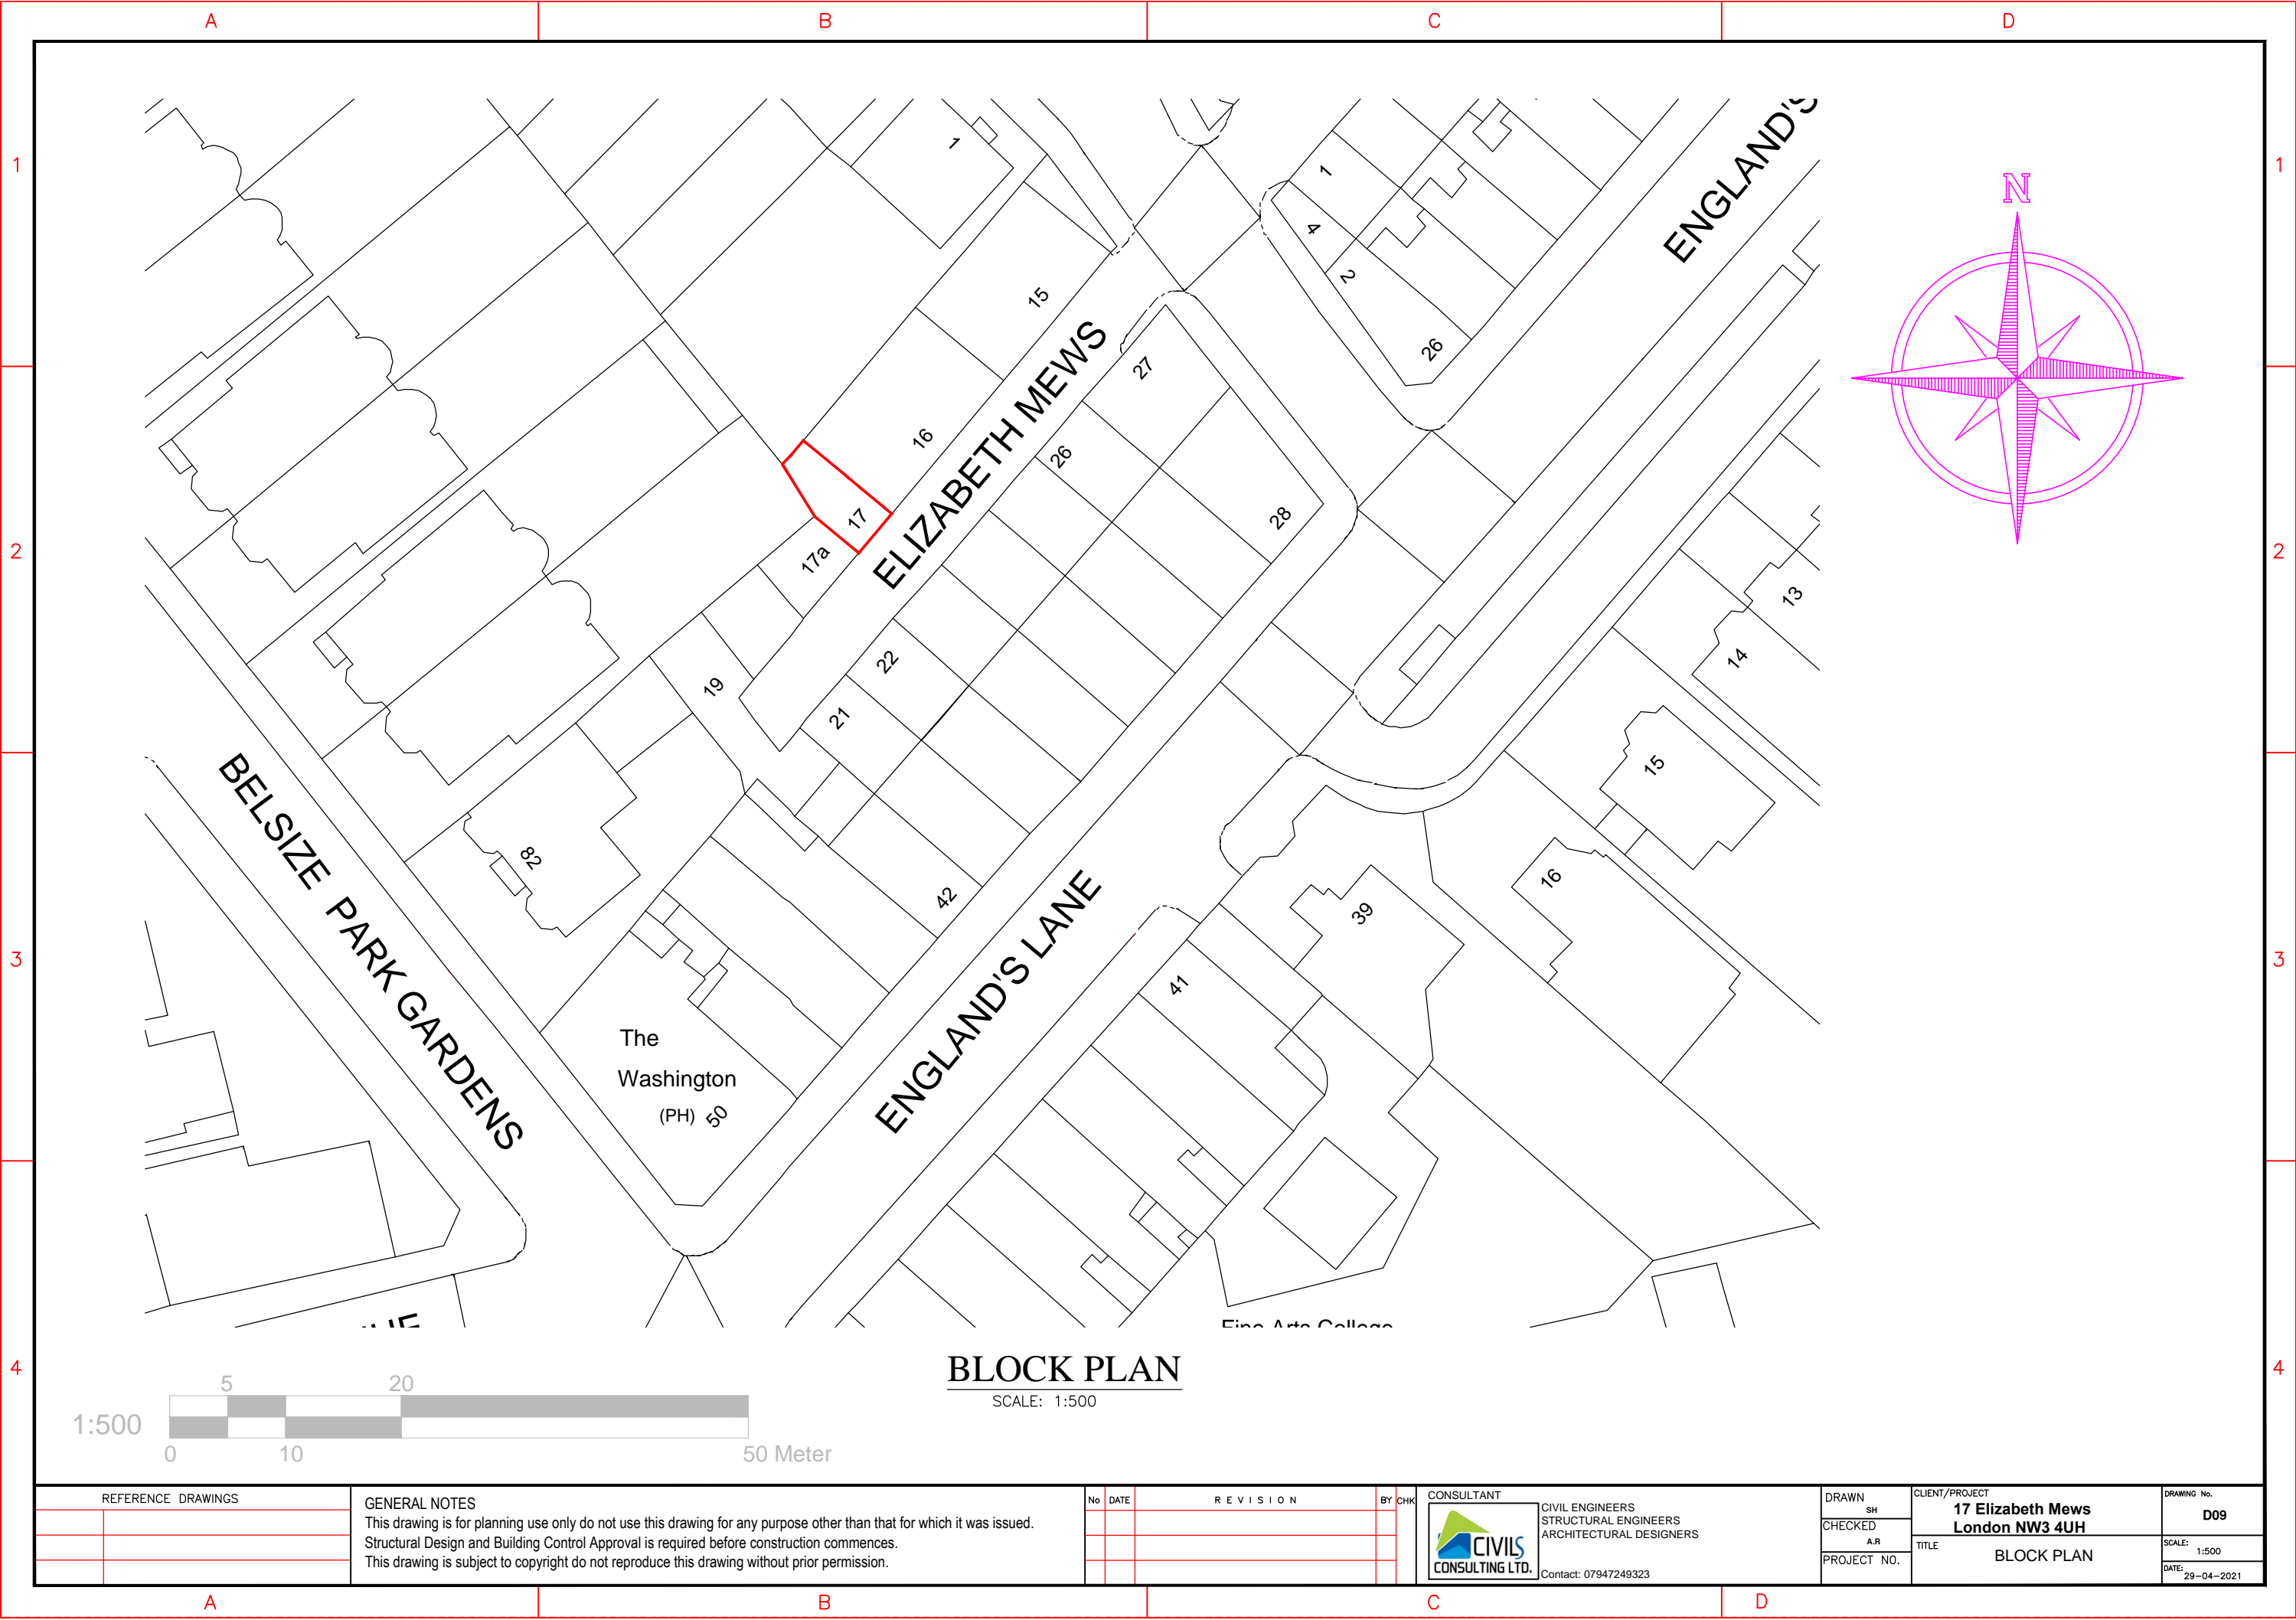 A B C D
1 1
2 2
3 3
4 4
ENGLAND'S
N
1
1
4
2
26
15
16
17
17a
ELIZABETH MEWS
27
26
28
22
21
19
13
14
15
16
39
41
42
82
BELSIZE PARK GARDENS
ENGLAND'S LANE
The
Washington
(PH) 50
Fine Arts College
BLOCK PLAN
SCALE: 1:500
5 20
1:500
0 10 50 Meter
REFERENCE DRAWINGS
GENERAL NOTES
This drawing is for planning use only do not use this drawing for any purpose other than that for which it was issued.
Structural Design and Building Control Approval is required before construction commences.
This drawing is subject to copyright do not reproduce this drawing without prior permission.
No DATE REVISION BY CHK
CONSULTANT
CIVILS
CONSULTING LTD.
CIVIL ENGINEERS
STRUCTURAL ENGINEERS
ARCHITECTURAL DESIGNERS
Contact: 07947249323
DRAWN
SH
CHECKED
A.R
PROJECT NO.
CLIENT/PROJECT
17 Elizabeth Mews
London NW3 4UH
TITLE
BLOCK PLAN
DRAWING No.
D09
SCALE:
1:500
DATE:
29-04-2021
A B C D